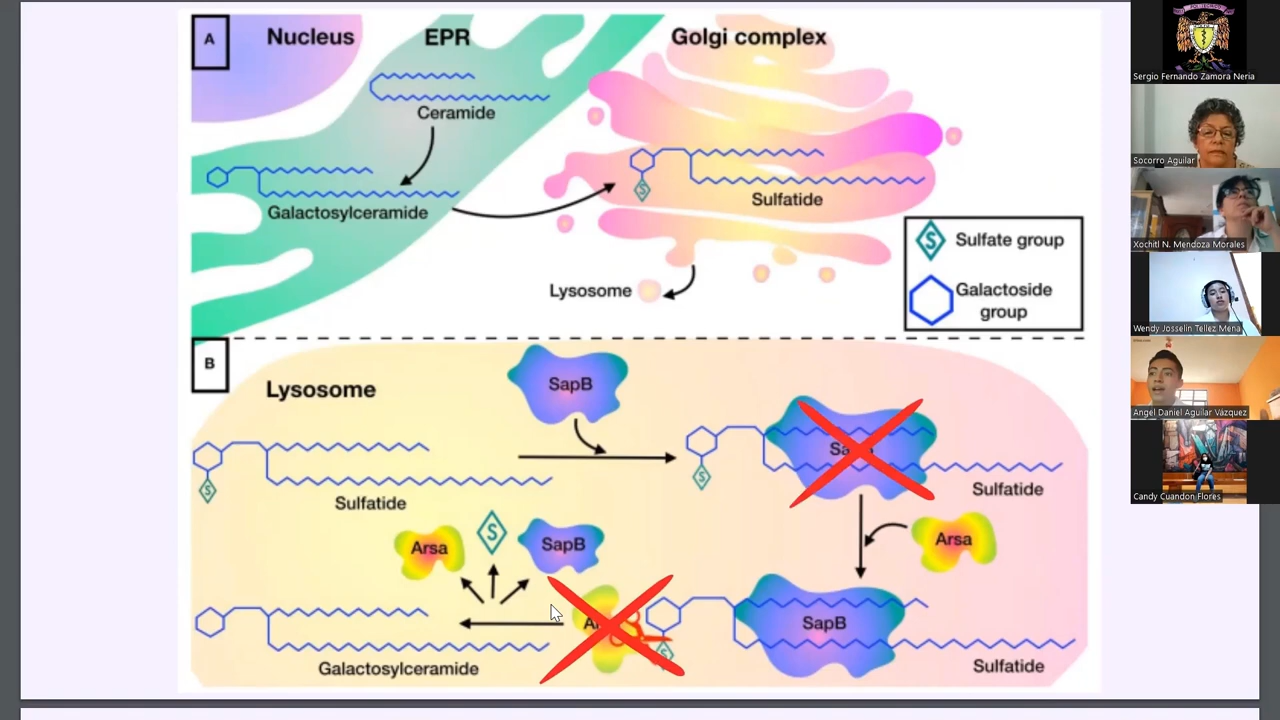 A
Nucleus
EPR
Golgi complex
Ceramide
Galactosylceramide
Sulfatide
Lysosome
Sulfate group
Galactoside
group
S
S
B
Lysosome
SapB
Sulfatide
S
S
Sulfatide
Arsa
S
SapB
Arsa
SapB
Galactosylceramide
S
Sulfatide
POLITECNICO
Sergio Fernando Zamora Neria
Socorro Aguilar
Xochitl N. Mendoza Morales
Wendy Josselin Tellez Mena
Angel Daniel Aguilar Vázquez
Candy Cuandon Flores